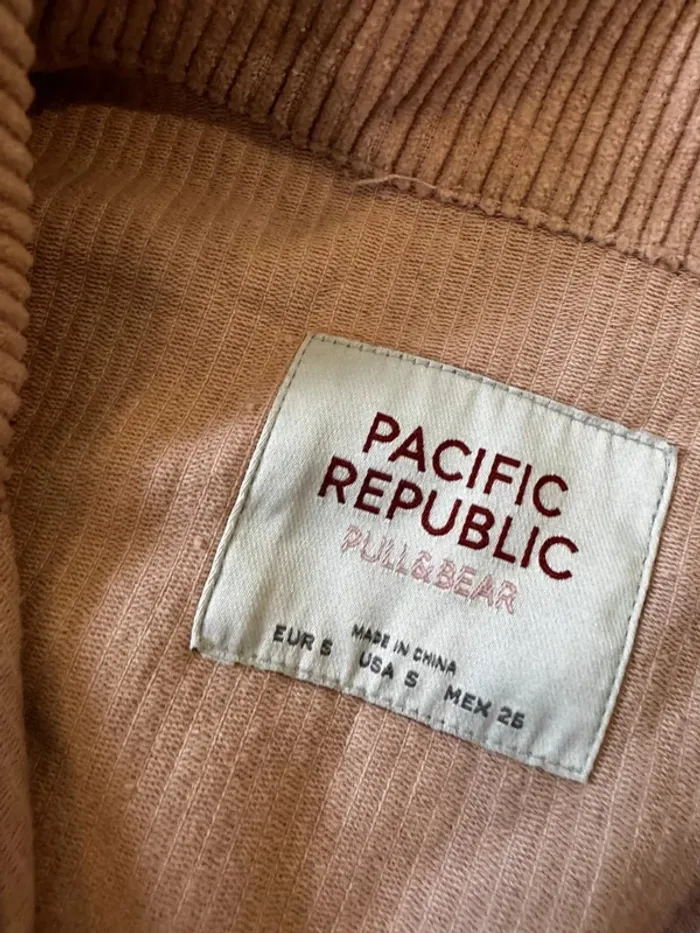 PACIFIC
REPUBLIC
PULL&BEAR
MADE IN CHINA
EUR S USA S MEX 26